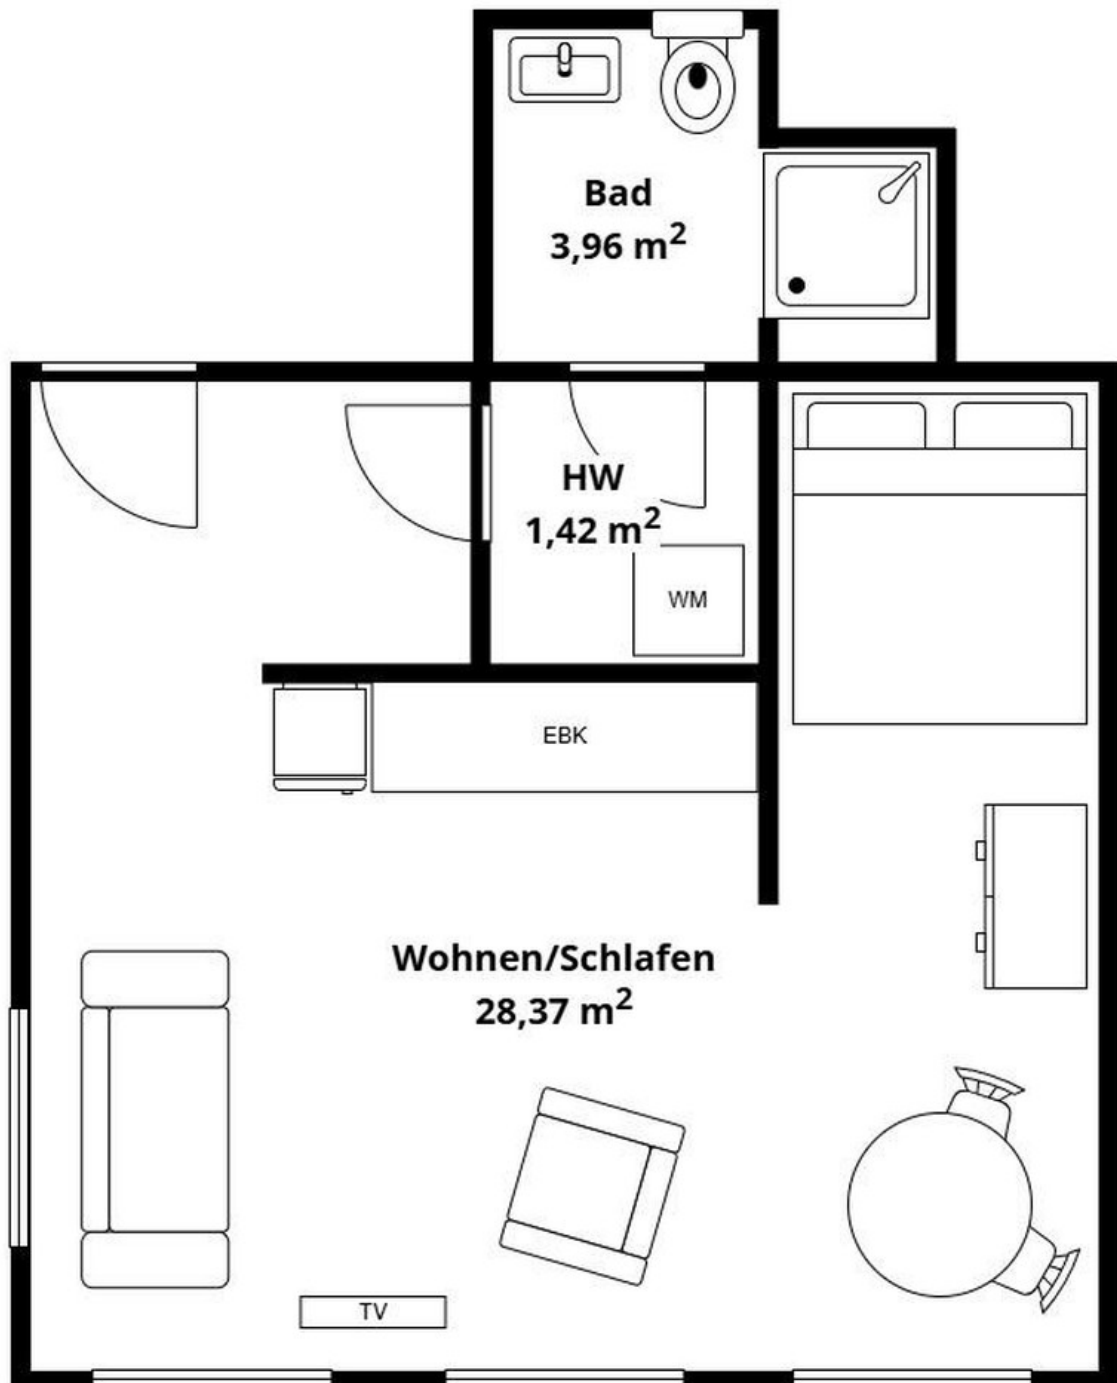 Bad
3,96 m²
HW
1,42 m²
WM
EBK
Wohnen/Schlafen
28,37 m²
TV